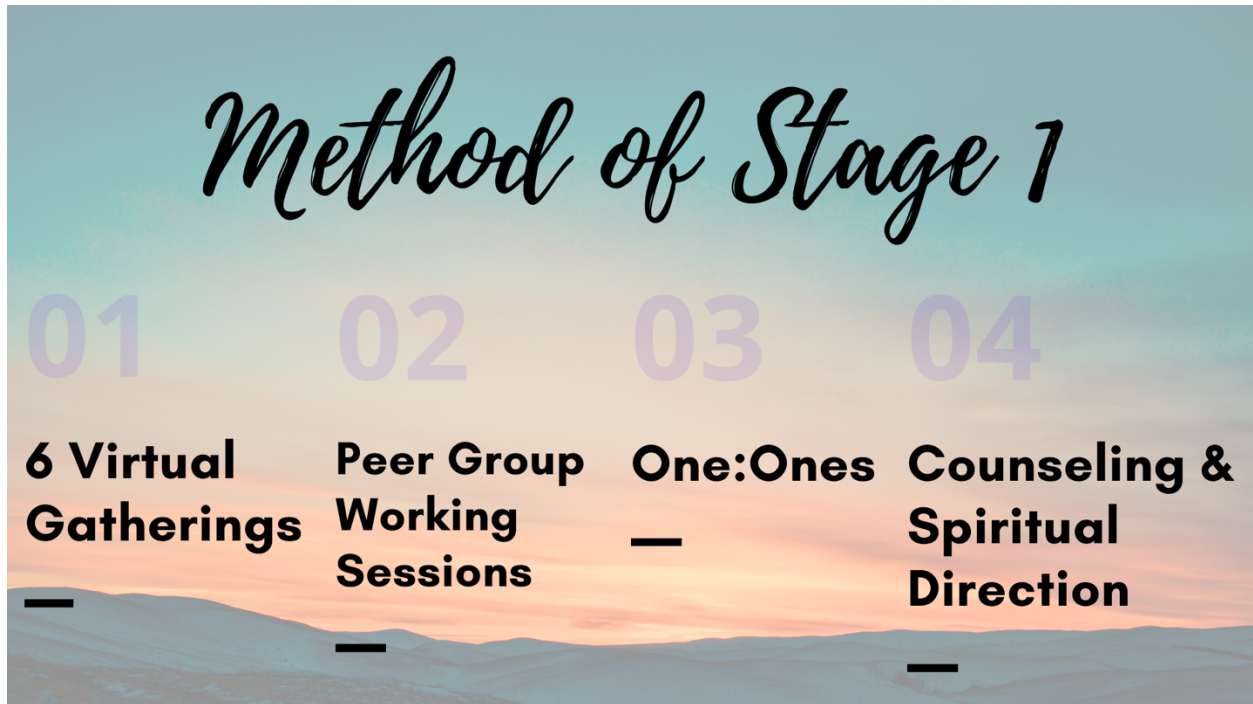 Method of Stage 1
01
6 Virtual
Gatherings
02
Peer Group
Working
Sessions
03
One:Ones
04
Counseling &
Spiritual
Direction